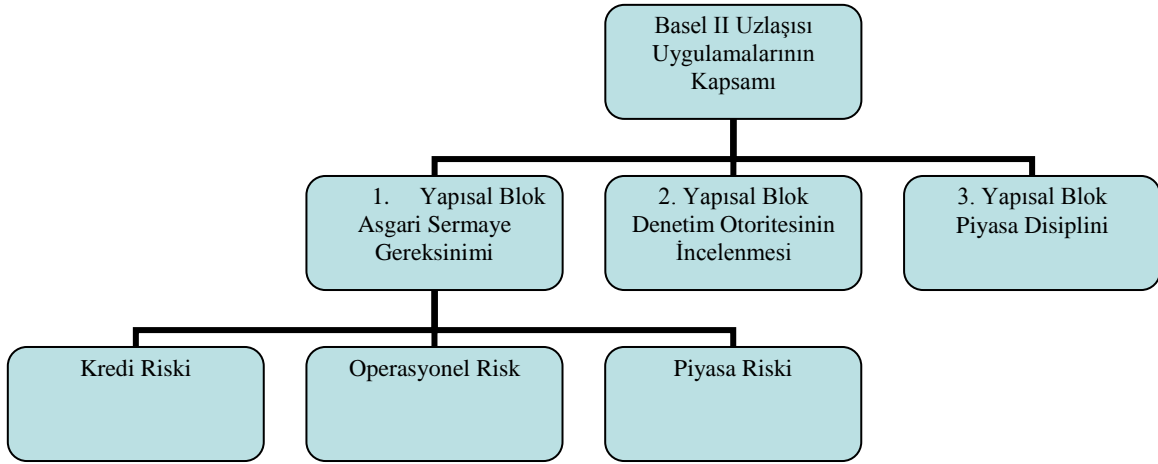 Basel II Uzlaşısı
Uygulamalarının
Kapsamı
1. Yapısal Blok
Asgari Sermaye
Gereksinimi
2. Yapısal Blok
Denetim Otoritesinin
İncelenmesi
3. Yapısal Blok
Piyasa Disiplini
Kredi Riski
Operasyonel Risk
Piyasa Riski